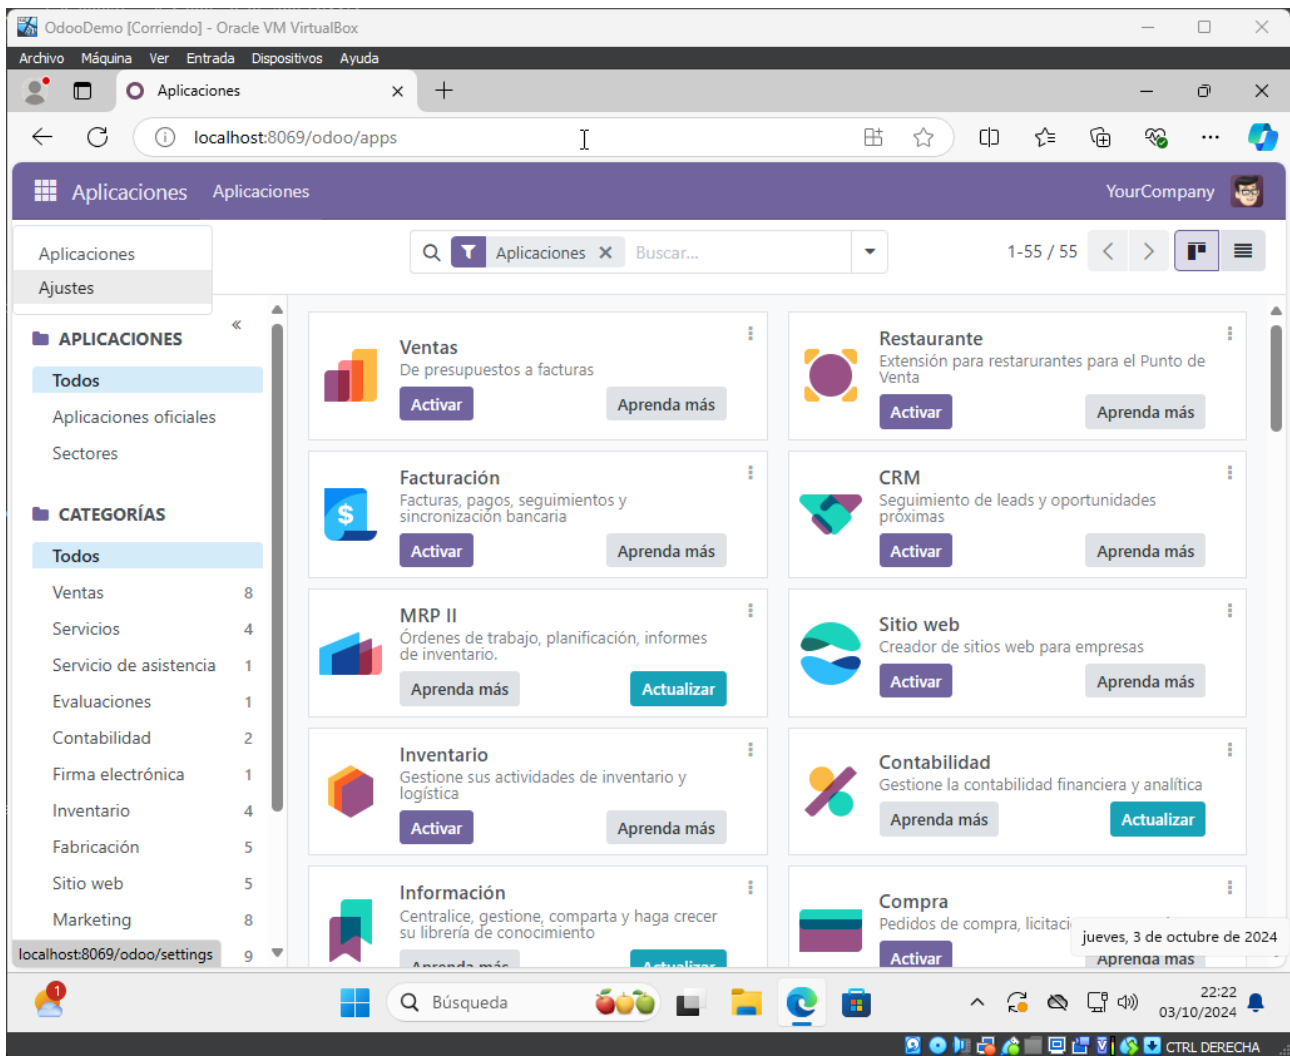 OdooDemo [Corriendo] - Oracle VM VirtualBox
Archivo Máquina Ver Entrada Dispositivos Ayuda
Aplicaciones
localhost:8069/odoo/apps
Aplicaciones Aplicaciones YourCompany
Aplicaciones
Ajustes
Aplicaciones Buscar...
1-55 / 55
APLICACIONES
Todos
Aplicaciones oficiales
Sectores
CATEGORÍAS
Todos
Ventas 8
Servicios 4
Servicio de asistencia 1
Evaluaciones 1
Contabilidad 2
Firma electrónica 1
Inventario 4
Fabricación 5
Sitio web 5
Marketing 8
9
localhost:8069/odoo/settings
Ventas
De presupuestos a facturas
Activar Aprenda más
Restaurante
Extensión para restarurantes para el Punto de
Venta
Activar Aprenda más
Facturación
Facturas, pagos, seguimientos y
sincronización bancaria
Activar Aprenda más
CRM
Seguimiento de leads y oportunidades
próximas
Activar Aprenda más
MRP II
Órdenes de trabajo, planificación, informes
de inventario.
Aprenda más Actualizar
Sitio web
Creador de sitios web para empresas
Activar Aprenda más
Inventario
Gestione sus actividades de inventario y
logística
Activar Aprenda más
Contabilidad
Gestione la contabilidad financiera y analítica
Aprenda más Actualizar
Información
Centralice, gestione, comparta y haga crecer
su librería de conocimiento
Aprenda más Actualizar
Compra
Pedidos de compra,
Activar Aprenda más
jueves, 3 de octubre de 2024
1
Búsqueda
22:22
03/10/2024
CTRL DERECHA